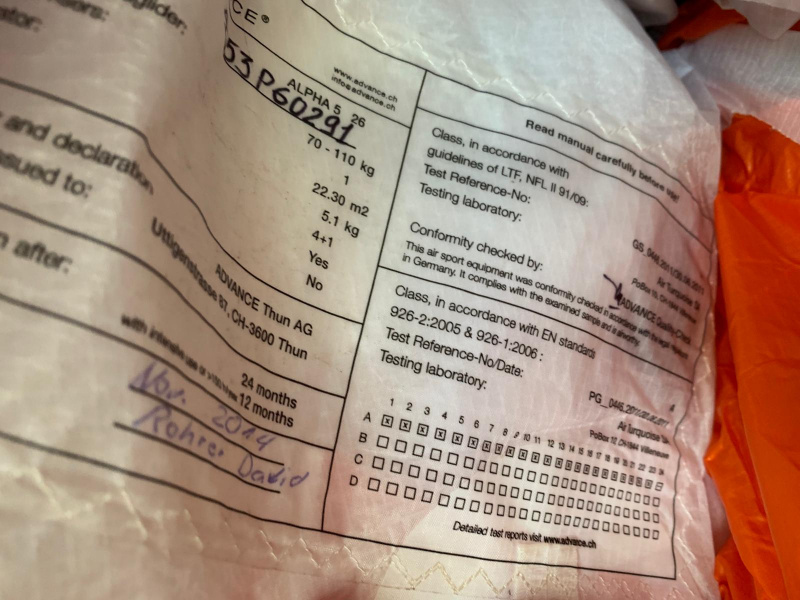 glider:
CE®
www.advance.ch
info@advance.ch
ALPHA 5 26
53P60291
70 - 110 kg
1
22.30 m2
5.1 kg
4+1
Yes
No
and declaration
ssued to:
ADVANCE Thun AG
Uttigenstrasse 87, CH-3600 Thun
n after:
24 months
12 months
Nov. 2014
Rohrer David
Read manual carefully before use!
Class, in accordance with
guidelines of LTF, NFL II 91/09:
Test Reference-No:
Testing laboratory:
Conformity checked by:
This air sport equipment was conformity checked in accordance with the legal
in Germany. It complies with the examined sample and is airworthy.
Class, in accordance with EN standards
926-2:2005 & 926-1:2006 :
Test Reference-No/Date:
Testing laboratory:
Air turquoise
1 2 3 4 5 6 7 8 9 10 11 12 13 14 15 16 17 18 19 20 21 22 23 24
A
B
C
D
Detailed test reports visit www.advance.ch